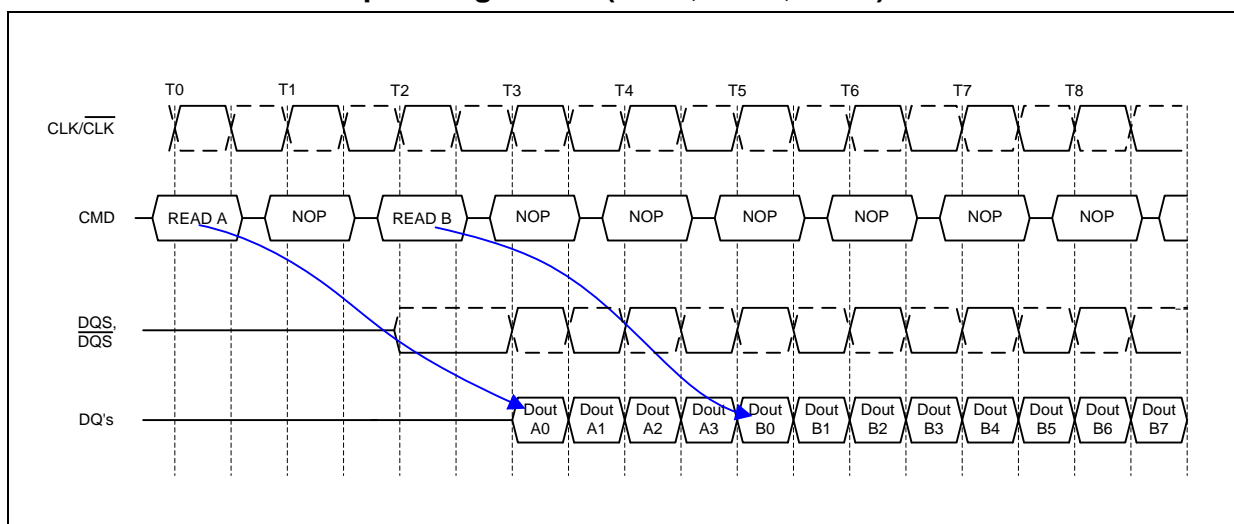 T0 T1 T2 T3 T4 T5 T6 T7 T8
CLK/CLK
CMD READ A NOP READ B NOP NOP NOP NOP NOP NOP
DQS,
DQS
DQ's
Dout Dout Dout Dout Dout Dout Dout Dout Dout Dout Dout Dout
A0 A1 A2 A3 B0 B1 B2 B3 B4 B5 B6 B7